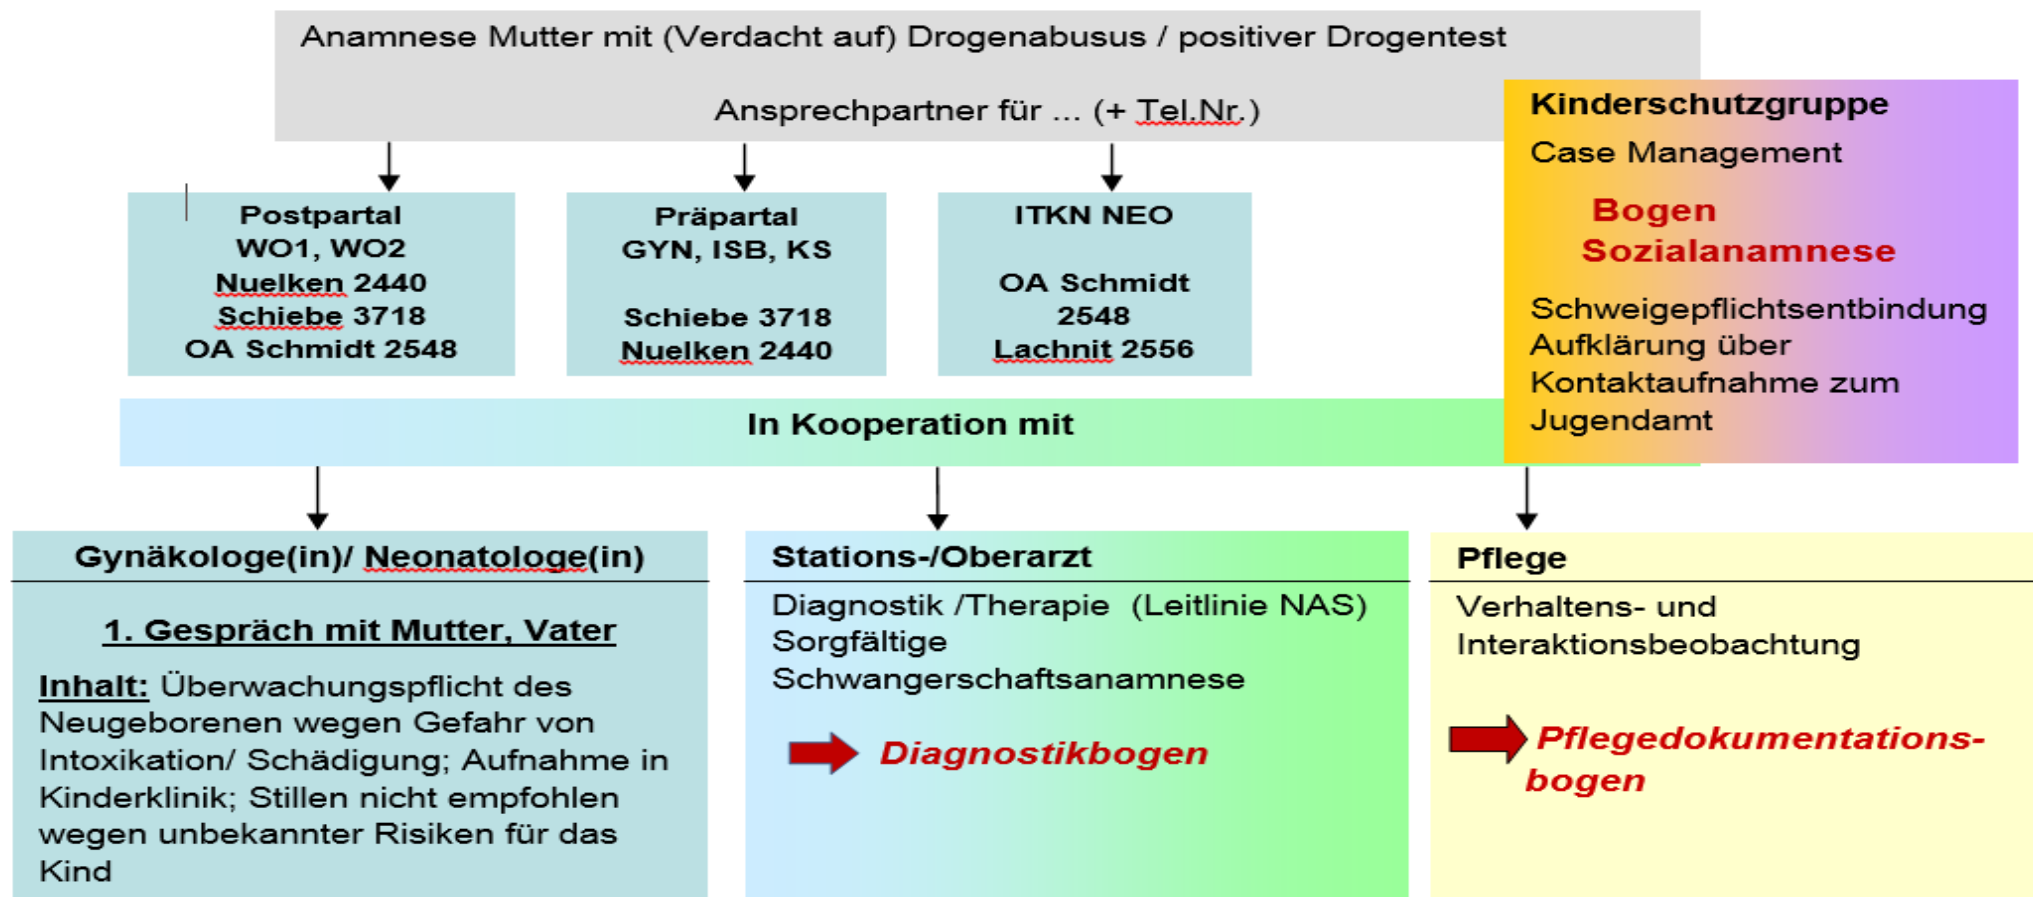 Anamnese Mutter mit (Verdacht auf) Drogenabusus / positiver Drogentest
Ansprechpartner für ... (+ Tel.Nr.)
Kinderschutzgruppe
Case Management
Bogen
Sozialanamnese
Schweigepflichtsentbindung
Aufklärung über
Kontaktaufnahme zum
Jugendamt
Postpartal
WO1, WO2
Nuelken 2440
Schiebe 3718
OA Schmidt 2548
Präpartal
GYN, ISB, KS
Schiebe 3718
Nuelken 2440
ITKN NEO
OA Schmidt
2548
Lachnit 2556
In Kooperation mit
Gynäkologe(in)/ Neonatologe(in)
1. Gespräch mit Mutter, Vater
Inhalt: Überwachungspflicht des
Neugeborenen wegen Gefahr von
Intoxikation/ Schädigung; Aufnahme in
Kinderklinik; Stillen nicht empfohlen
wegen unbekannter Risiken für das
Kind
Stations-/Oberarzt
Diagnostik /Therapie (Leitlinie NAS)
Sorgfältige
Schwangerschaftsanamnese
Diagnostikbogen
Pflege
Verhaltens- und
Interaktionsbeobachtung
Pflegedokumentations-
bogen